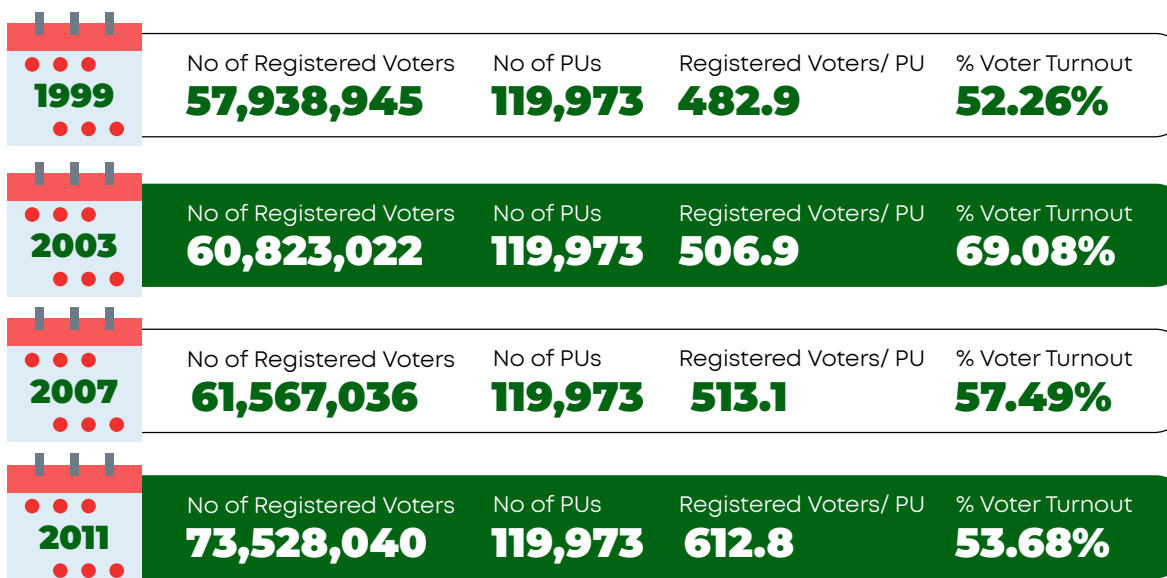 1999
No of Registered Voters No of PUs Registered Voters/ PU % Voter Turnout
57,938,945 119,973 482.9 52.26%
2003
No of Registered Voters No of PUs Registered Voters/ PU % Voter Turnout
60,823,022 119,973 506.9 69.08%
2007
No of Registered Voters No of PUs Registered Voters/ PU % Voter Turnout
61,567,036 119,973 513.1 57.49%
2011
No of Registered Voters No of PUs Registered Voters/ PU % Voter Turnout
73,528,040 119,973 612.8 53.68%